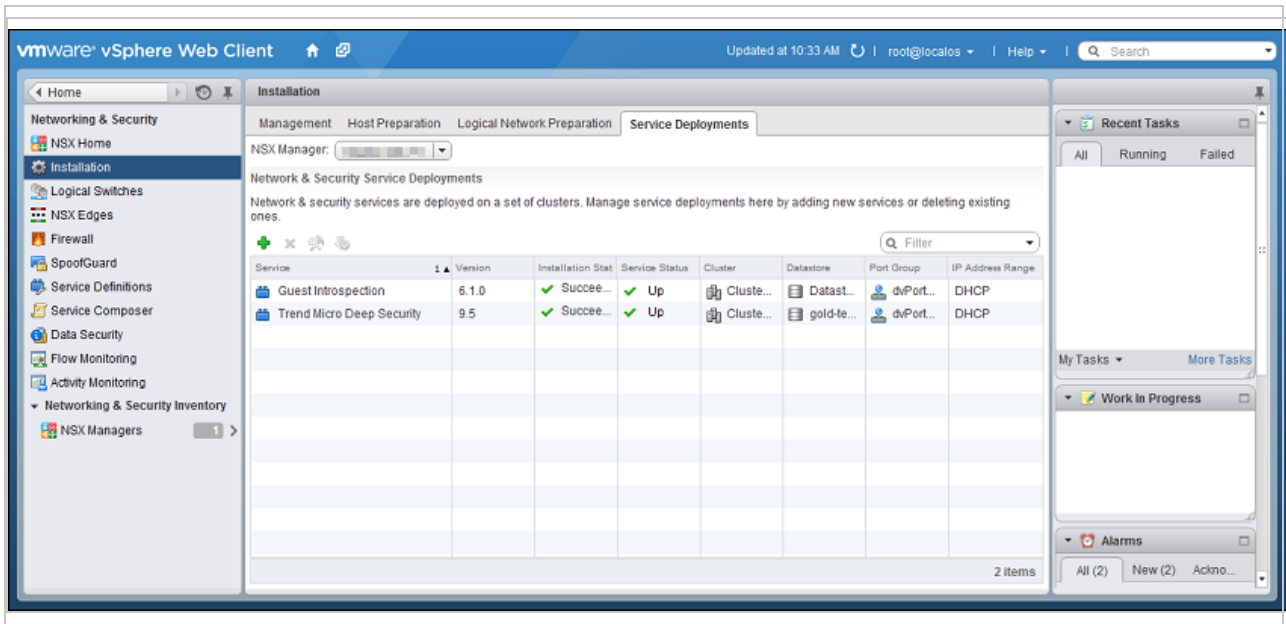 vmware® vSphere Web Client
Updated at 10:33 AM | root@localos | Help | Search
Home
Networking & Security
NSX Home
Installation
Logical Switches
NSX Edges
Firewall
SpoofGuard
Service Definitions
Service Composer
Data Security
Flow Monitoring
Activity Monitoring
Networking & Security Inventory
NSX Managers 1
Installation
Management Host Preparation Logical Network Preparation Service Deployments
NSX Manager:
Network & Security Service Deployments
Network & security services are deployed on a set of clusters. Manage service deployments here by adding new services or deleting existing
ones.
Filter
Service 1 Version Installation Stat Service Status Cluster Datastore Port Group IP Address Range
Guest Introspection 6.1.0 Succee... Up Cluste... Datast... dvPort... DHCP
Trend Micro Deep Security 9.5 Succee... Up Cluste... gold-te... dvPort... DHCP
2 items
Recent Tasks
All Running Failed
My Tasks More Tasks
Work In Progress
Alarms
All (2) New (2) Ackno...